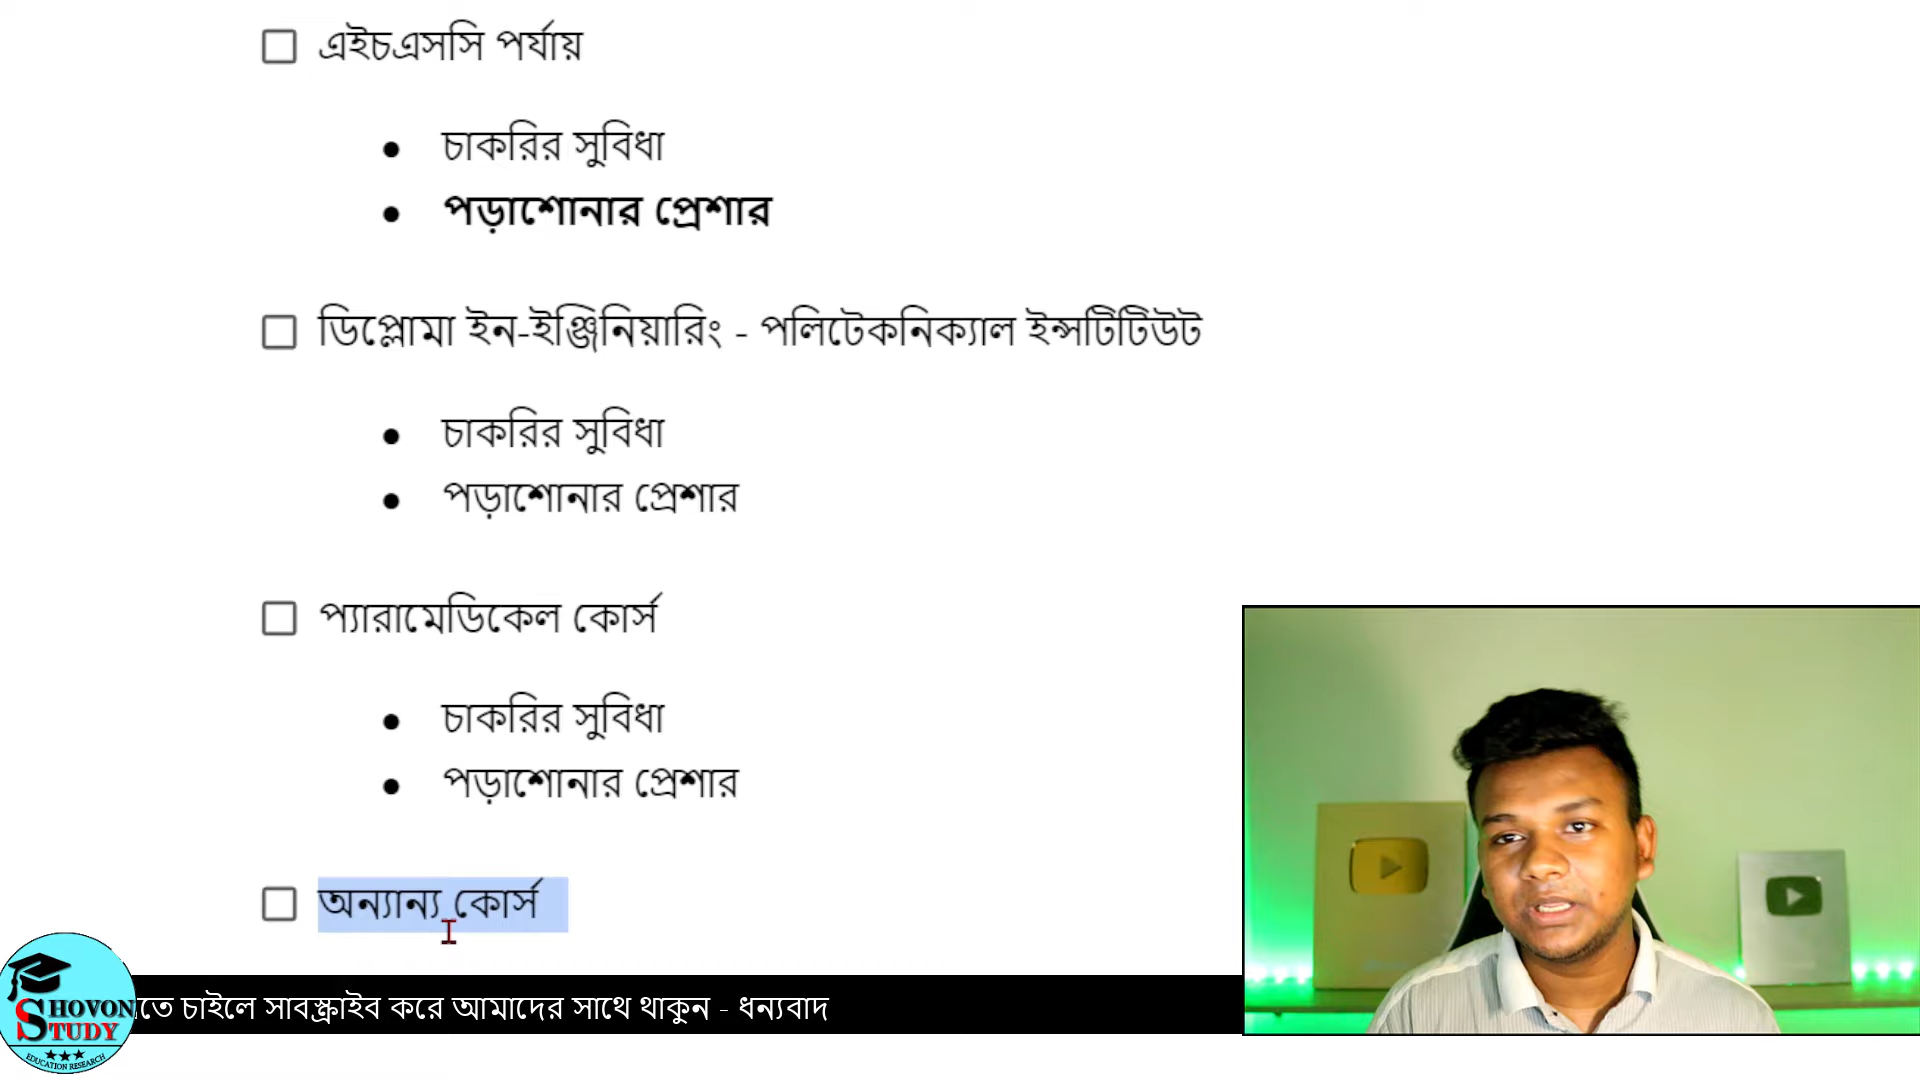 এইচএসসি পর্যায়
চাকরির সুবিধা
পড়াশোনার প্রেশার
ডিপ্লোমা ইন-ইঞ্জিনিয়ারিং - পলিটেকনিক্যাল ইন্সটিটিউট
চাকরির সুবিধা
পড়াশোনার প্রেশার
প্যারামেডিকেল কোর্স
চাকরির সুবিধা
পড়াশোনার প্রেশার
অন্যান্য কোর্স
চাইলে সাবস্ক্রাইব করে আমাদের সাথে থাকুন - ধন্যবাদ
SHOVON
STUDY
EDUCATION RESEARCH